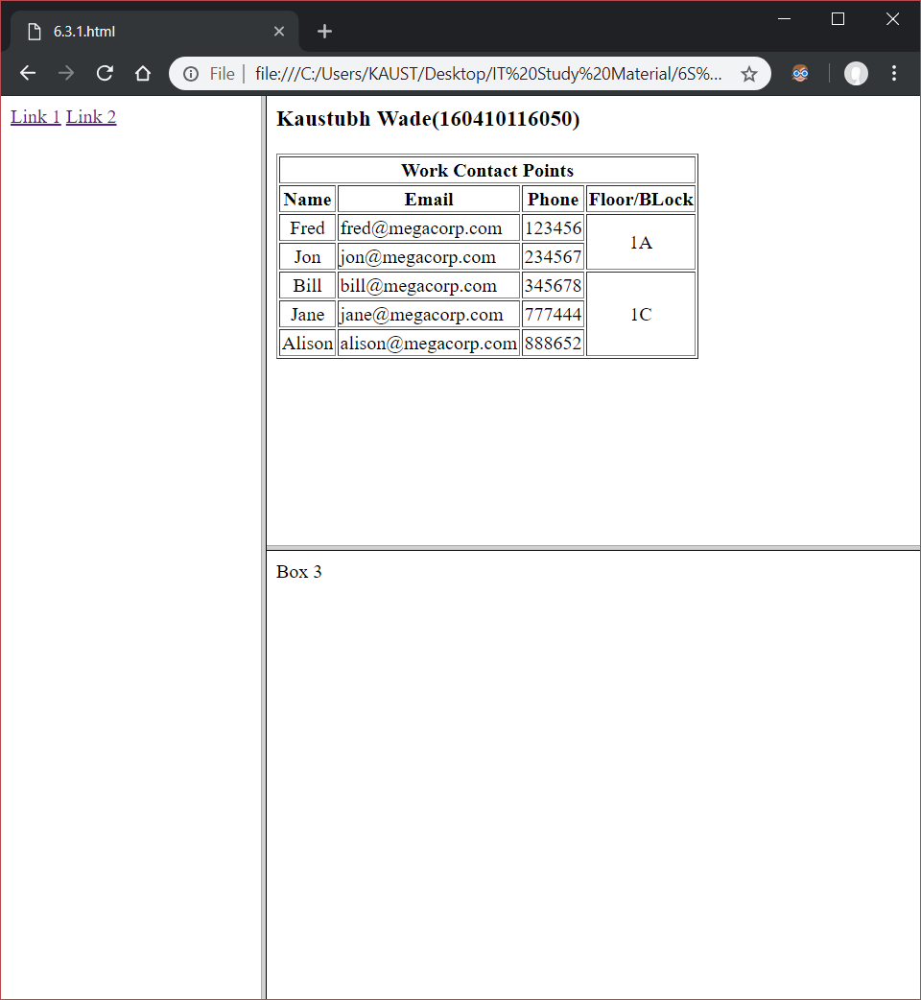 6.3.1.html
File | file:///C:/Users/KAUST/Desktop/IT%20Study%20Material/6S%...
Link 1 Link 2
Kaustubh Wade(160410116050)
Work Contact Points
Name Email Phone Floor/BLock
Fred fred@megacorp.com 123456 1A
Jon jon@megacorp.com 234567
Bill bill@megacorp.com 345678 1C
Jane jane@megacorp.com 777444
Alison alison@megacorp.com 888652
Box 3